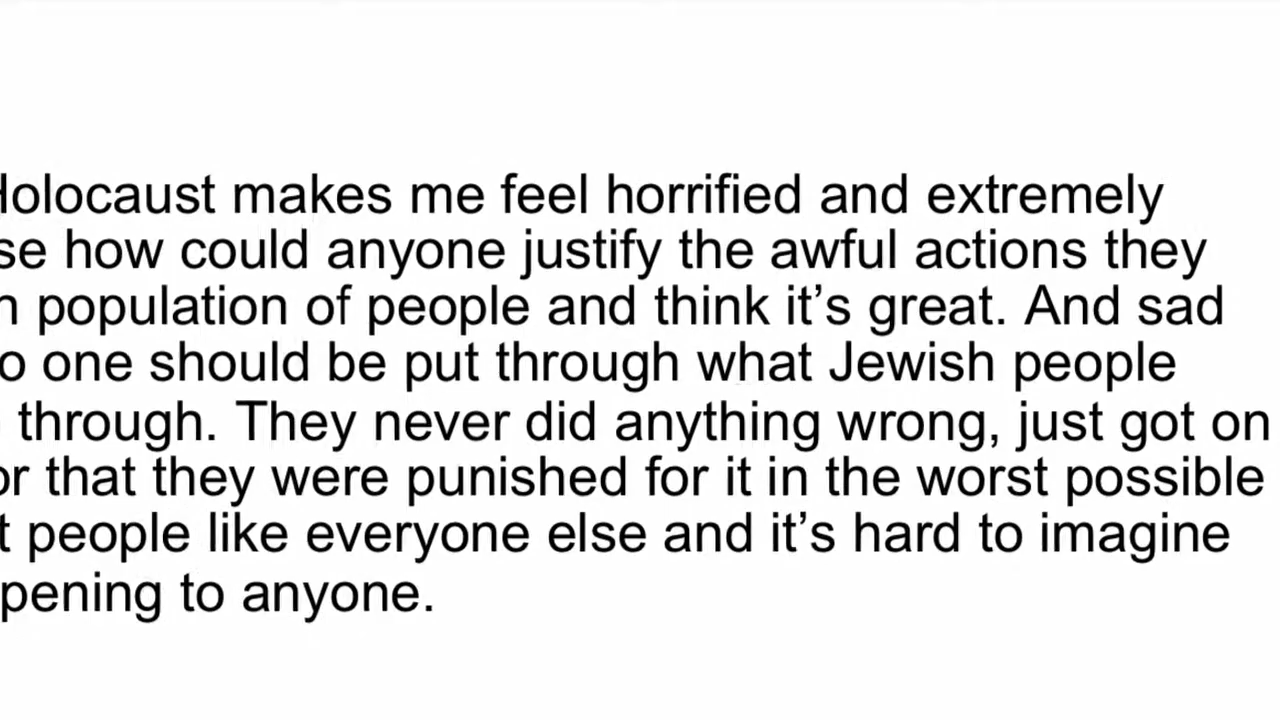 Holocaust makes me feel horrified and extremely
how could anyone justify the awful actions they
population of people and think it’s great. And sad
one should be put through what Jewish people
through. They never did anything wrong, just got on
that they were punished for it in the worst possible
people like everyone else and it’s hard to imagine
to anyone.